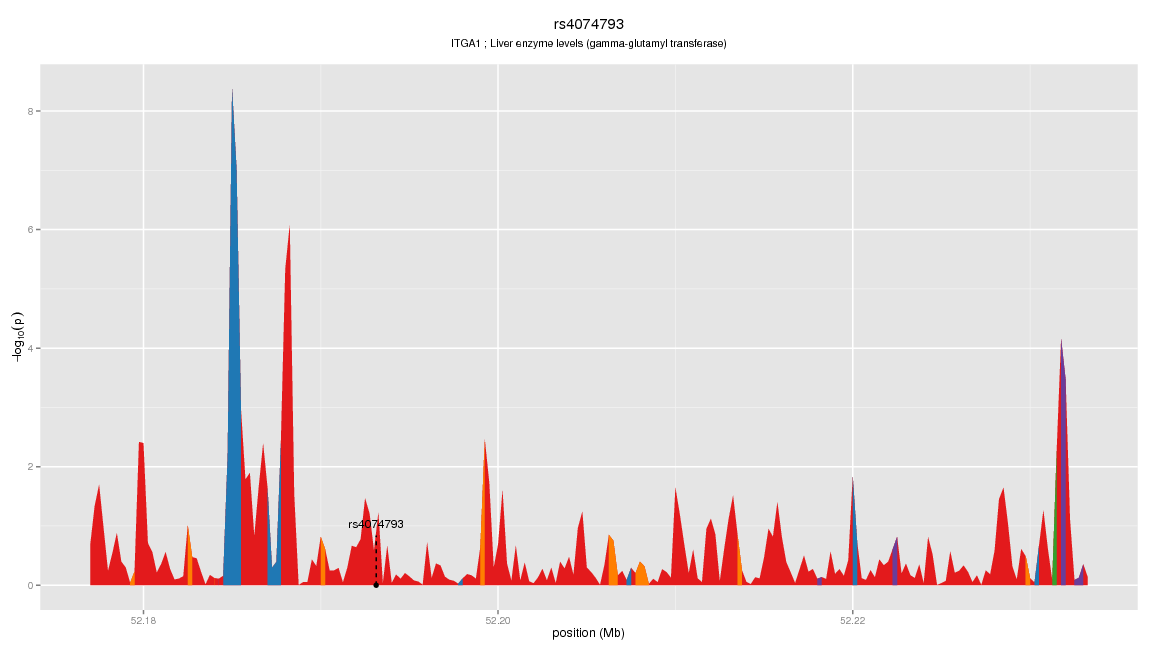 rs4074793
ITGA1 ; Liver enzyme levels (gamma-glutamyl transferase)
8
6
4
2
0
−log10(p)
rs4074793
52.18
52.20
52.22
position (Mb)